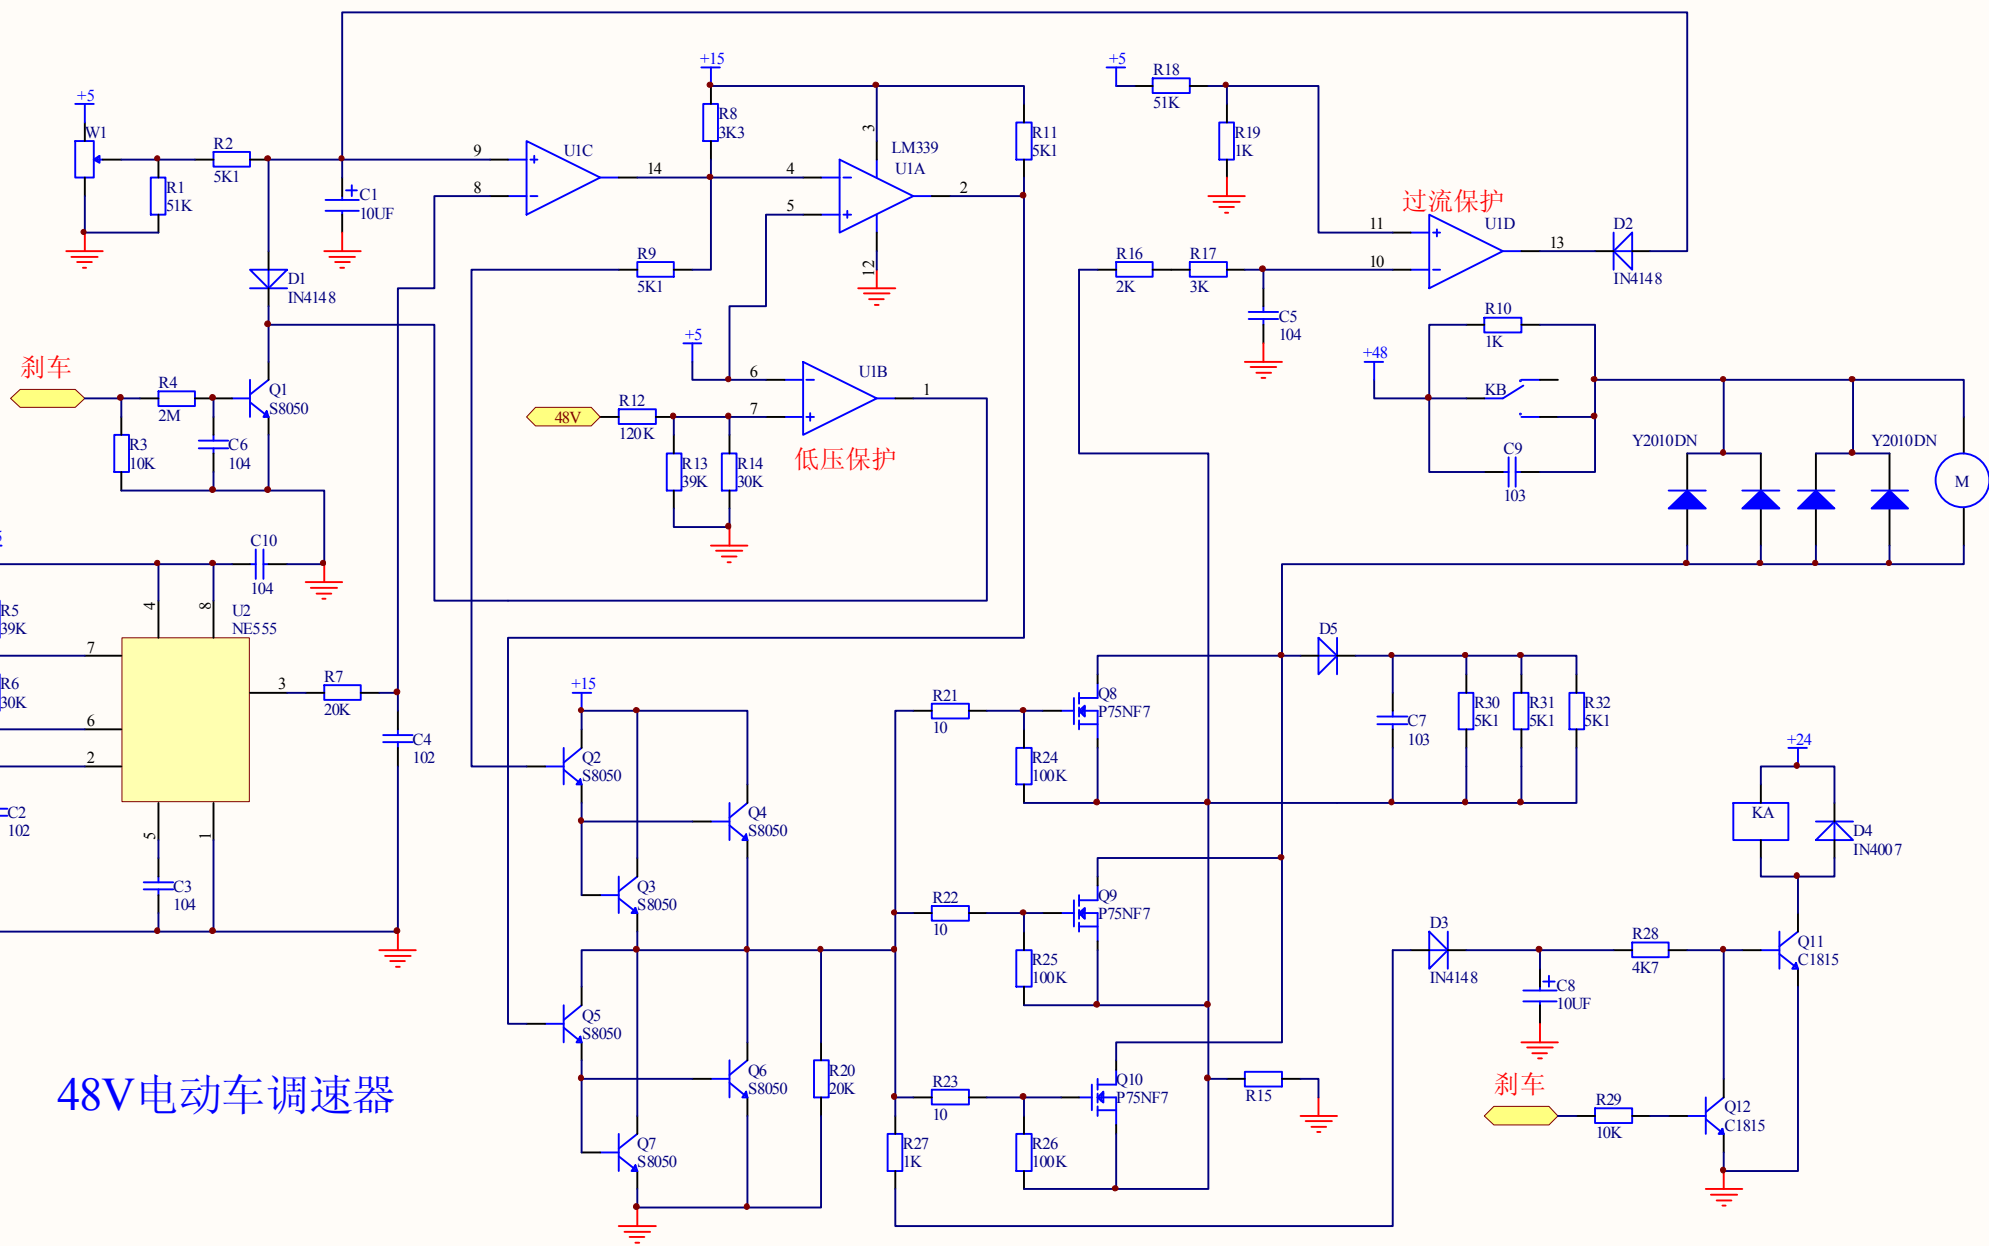 +15
+5
R18
51K
+5
W1
R8
3K3
LM339
R11
5K1
R19
1K
R2
5K1
U1C
9
8
14
3
4
5
U1A
2
R1
51K
C1
10UF
过流保护
11
U1D
13
D2
IN4148
10
R9
5K1
12
R16
2K
R17
3K
C5
104
D1
IN4148
R10
1K
+5
+48
刹车
R4
2M
Q1
S8050
6
U1B
1
KB
48V
R12
120K
7
R3
10K
C6
104
低压保护
R13
39K
R14
30K
C9
103
Y2010DN
Y2010DN
M
C10
104
R5
39K
4
8
U2
NE555
7
R6
30K
3
R7
20K
6
2
C4
102
C2
102
5
1
C3
104
+15
Q2
S8050
Q4
S8050
Q3
S8050
R21
10
Q8
P75NF7
R24
100K
D5
C7
103
R30
5K1
R31
5K1
R32
5K1
+24
KA
D4
IN4007
R22
10
Q9
P75NF7
R25
100K
D3
IN4148
R28
4K7
Q11
C1815
C8
10UF
Q5
S8050
Q6
S8050
R20
20K
R23
10
Q10
P75NF7
R15
刹车
R29
10K
Q12
C1815
48V电动车调速器
Q7
S8050
R27
1K
R26
100K